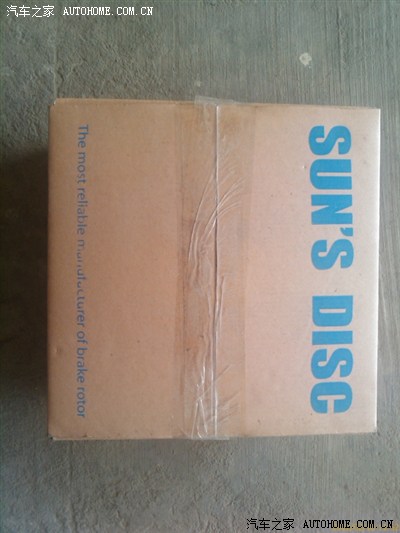 汽车之家 AUTOHOME.COM.CN
SUN'S DISC
The most reliable manufacturer of brake rotor
汽车之家 AUTOHOME.COM.CN